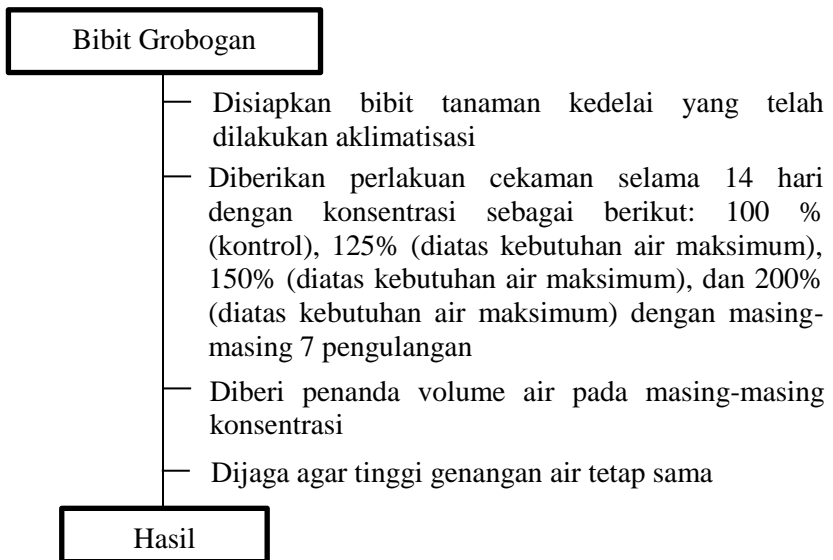 Bibit Grobogan
Disiapkan bibit tanaman kedelai yang telah
dilakukan aklimatisasi
Diberikan perlakuan cekaman selama 14 hari
dengan konsentrasi sebagai berikut: 100 %
(kontrol), 125% (diatas kebutuhan air maksimum),
150% (diatas kebutuhan air maksimum), dan 200%
(diatas kebutuhan air maksimum) dengan masing-
masing 7 pengulangan
Diberi penanda volume air pada masing-masing
konsentrasi
Dijaga agar tinggi genangan air tetap sama
Hasil